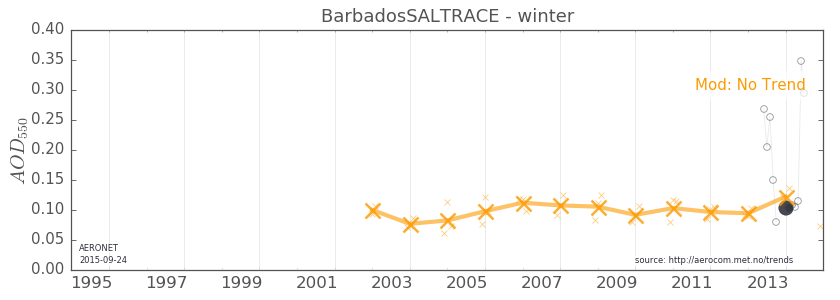 BarbadosSALTRACE - winter
0.40
0.35
0.30
0.25
0.20
0.15
0.10
0.05
0.00
AOD550
Mod: No Trend
AERONET
2015-09-24
source: http://aerocom.met.no/trends
1995 1997 1999 2001 2003 2005 2007 2009 2011 2013